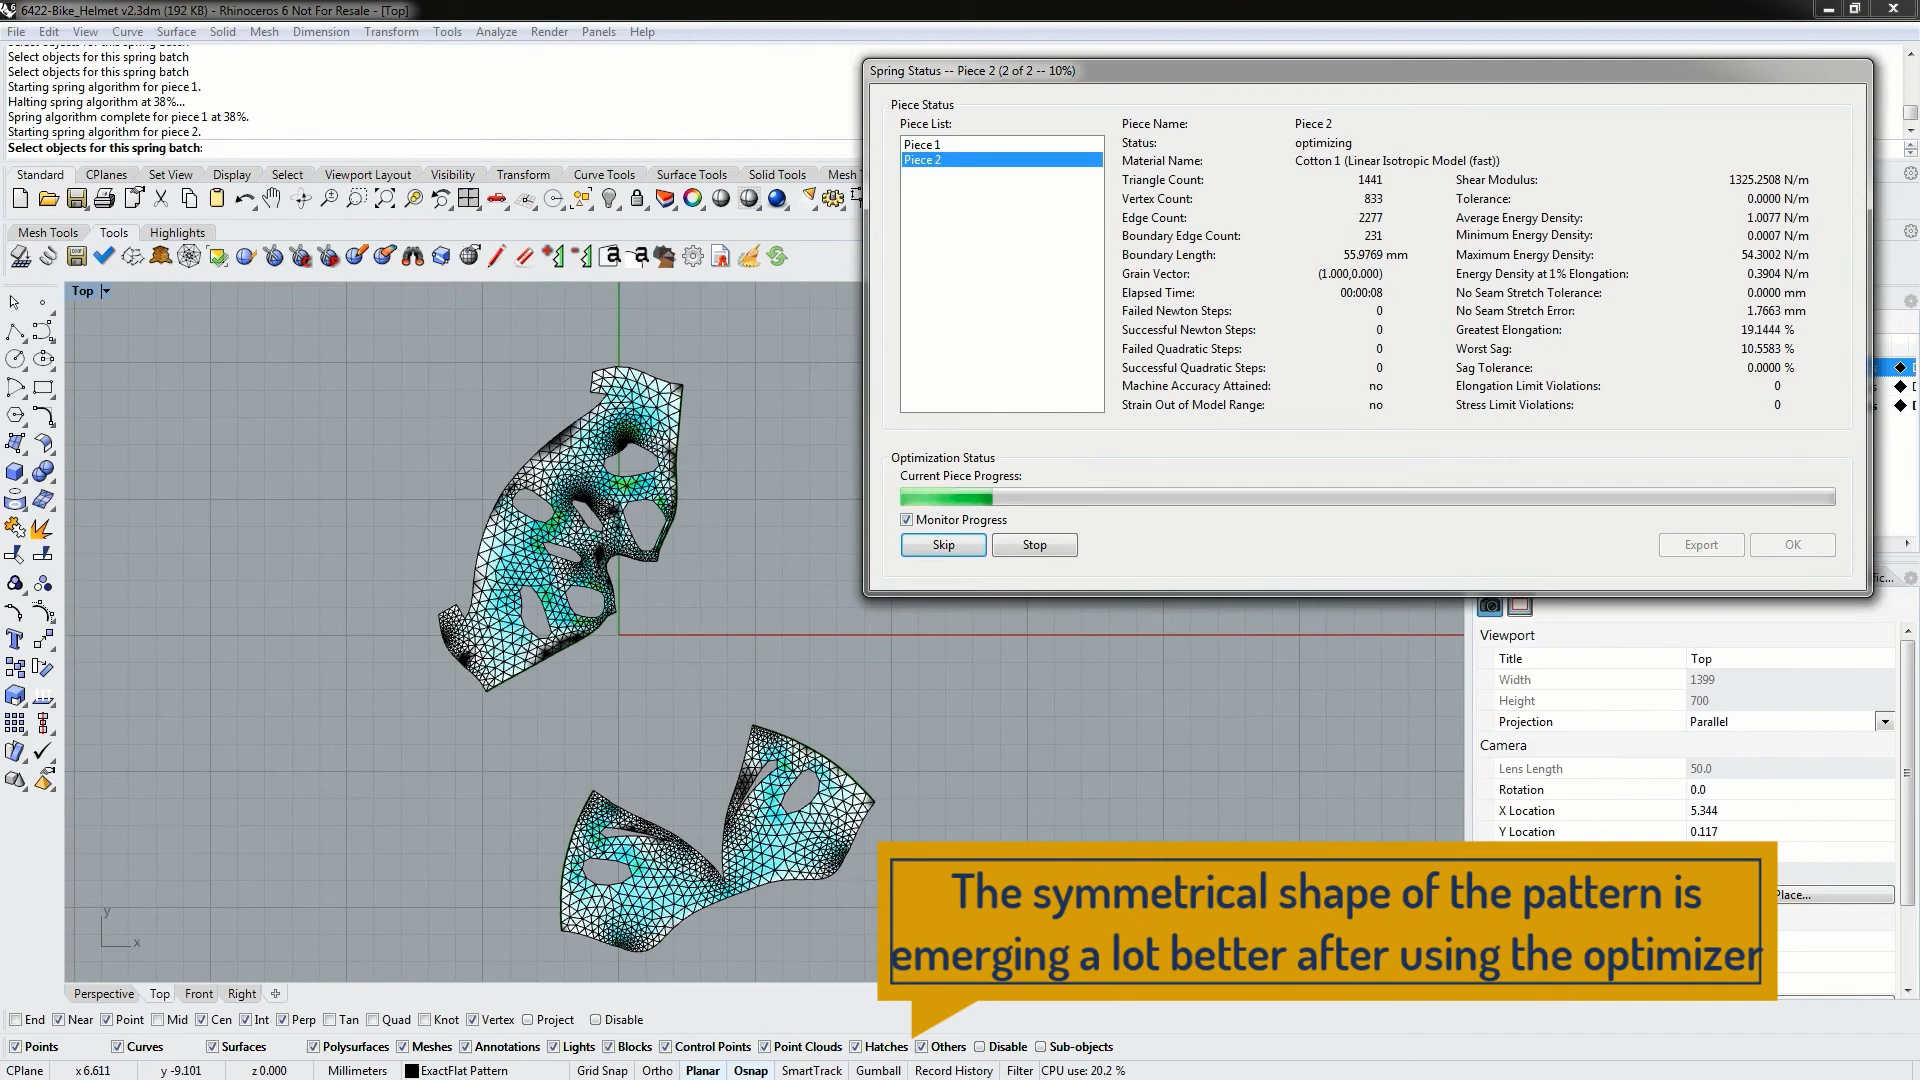 6422-Bike_Helmet v2.3dm (192 KB) - Rhinoceros 6 Not For Resale - [Top]
File Edit View Curve Surface Solid Mesh Dimension Transform Tools Analyze Render Panels Help
Select objects for this spring batch
Select objects for this spring batch
Select objects for this spring batch
Starting spring algorithm for piece 1.
Halting spring algorithm at 38%...
Spring algorithm complete for piece 1 at 38%.
Starting spring algorithm for piece 2.
Select objects for this spring batch:
Standard CPlanes Set View Display Select Viewport Layout Visibility Transform Curve Tools Surface Tools Solid Tools Mesh T
Mesh Tools Tools Highlights
Top
Spring Status -- Piece 2 (2 of 2 -- 10%)
Piece Status
Piece List:
Piece 1
Piece 2
Piece Name: Piece 2
Status: optimizing
Material Name: Cotton 1 (Linear Isotropic Model (fast))
Triangle Count: 1441 Shear Modulus: 1325.2508 N/m
Vertex Count: 833 Tolerance: 0.0000 N/m
Edge Count: 2277 Average Energy Density: 1.0077 N/m
Boundary Edge Count: 231 Minimum Energy Density: 0.0007 N/m
Boundary Length: 55.9769 mm Maximum Energy Density: 54.3002 N/m
Grain Vector: (1.000,0.000) Energy Density at 1% Elongation: 0.3904 N/m
Elapsed Time: 00:00:08 No Seam Stretch Tolerance: 0.0000 mm
Failed Newton Steps: 0 No Seam Stretch Error: 1.7663 mm
Successful Newton Steps: 0 Greatest Elongation: 19.1444 %
Failed Quadratic Steps: 0 Worst Sag: 10.5583 %
Successful Quadratic Steps: 0 Sag Tolerance: 0.0000 %
Machine Accuracy Attained: no Elongation Limit Violations: 0
Strain Out of Model Range: no Stress Limit Violations: 0
Optimization Status
Current Piece Progress:
Monitor Progress
Skip Stop Export OK
Viewport
Title Top
Width 1399
Height 700
Projection Parallel
Camera
Lens Length 50.0
Rotation 0.0
X Location 5.344
Y Location 0.117
Place...
y
x
The symmetrical shape of the pattern is
emerging a lot better after using the optimizer
Perspective Top Front Right
End Near Point Mid Cen Int Perp Tan Quad Knot Vertex Project Disable
Points Curves Surfaces Polysurfaces Meshes Annotations Lights Blocks Control Points Point Clouds Hatches Others Disable Sub-objects
CPlane x 6.611 y -9.101 z 0.000 Millimeters ExactFlat Pattern Grid Snap Ortho Planar Osnap SmartTrack Gumball Record History Filter CPU use: 20.2 %